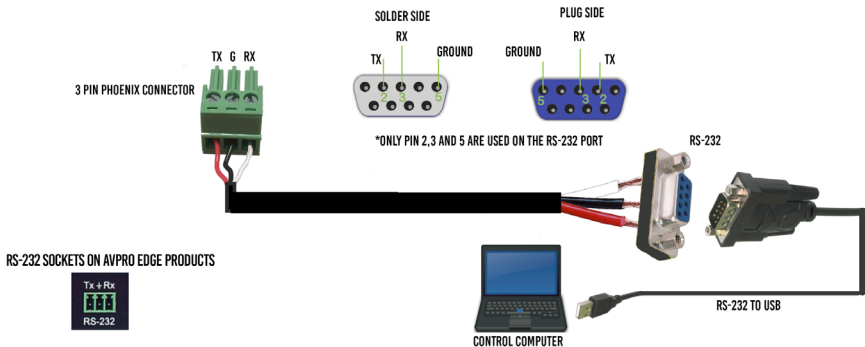 SOLDER SIDE
PLUG SIDE
RX
RX
TX
GROUND
GROUND
TX
TX G RX
3 PIN PHOENIX CONNECTOR
2 3 5
5 3 2
*ONLY PIN 2,3 AND 5 ARE USED ON THE RS-232 PORT
RS-232
RS-232 SOCKETS ON AVPRO EDGE PRODUCTS
Tx + Rx
RS-232
RS-232 TO USB
CONTROL COMPUTER